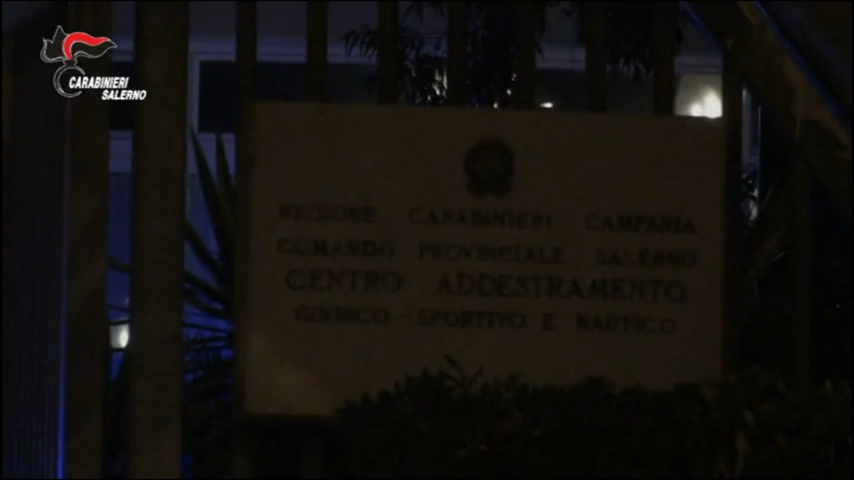 CARABINIERI
SALERNO
REGIONE CARABINIERI CAMPANIA
COMANDO PROVINCIALE SALERNO
CENTRO ADDESTRAMENTO
GINNICO - SPORTIVO E NAUTICO